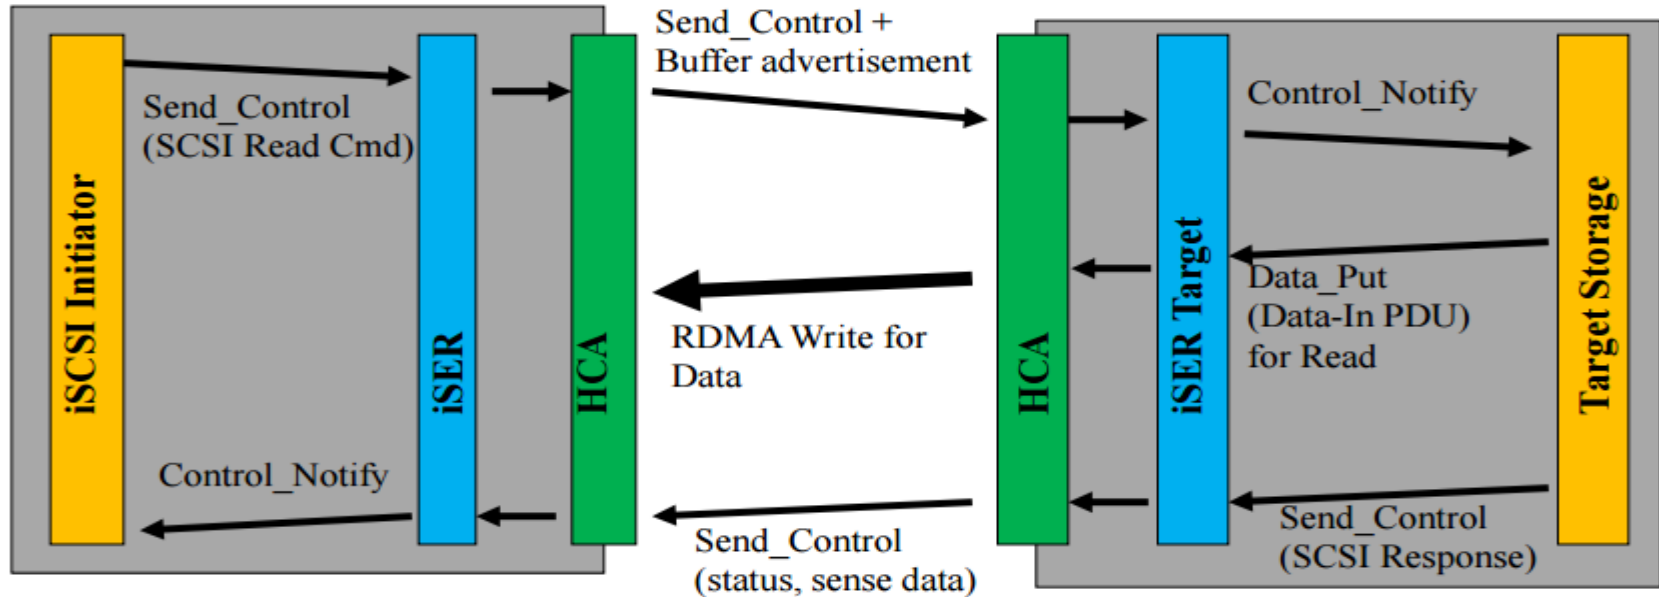 Send_Control +
Buffer advertisement
Send_Control
(SCSI Read Cmd)
Control_Notify
iSCSI Initiator
iSER
HCA
HCA
iSER Target
Target Storage
RDMA Write for
Data
Data_Put
(Data-In PDU)
for Read
Control_Notify
Send_Control
(status, sense data)
Send_Control
(SCSI Response)